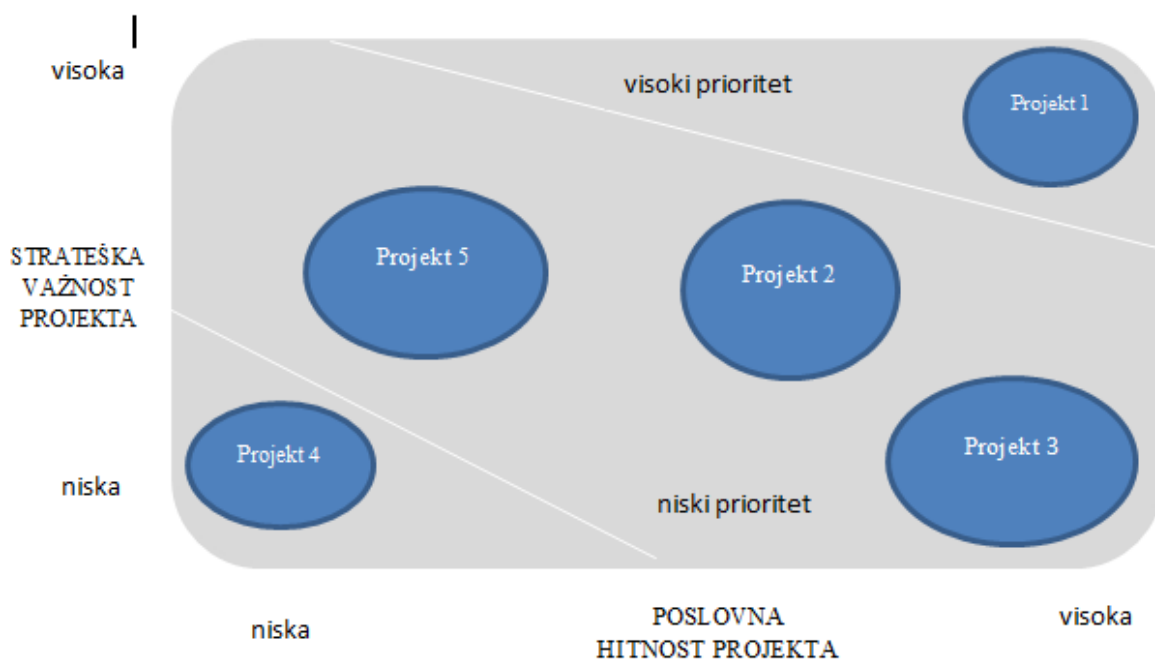 visoka
visoki prioritet
Projekt 1
Projekt 5
Projekt 2
STRATEŠKA
VAŽNOST
PROJEKTA
Projekt 4
Projekt 3
niska
niski prioritet
niska
POSLOVNA
HITNOST PROJEKTA
visoka